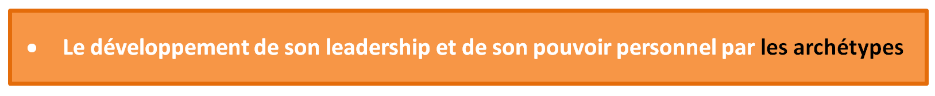 • Le développement de son leadership et de son pouvoir personnel par les archétypes